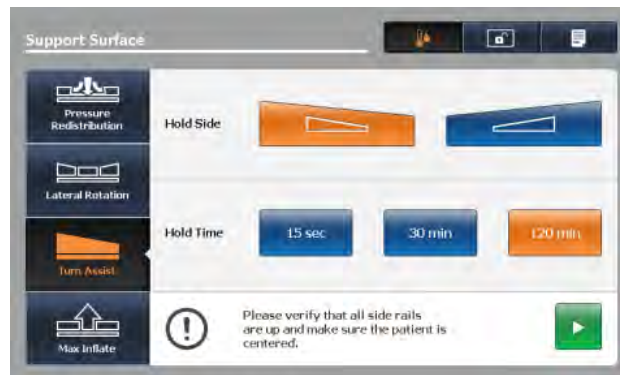 Support Surface
Pressure
Redistribution
Hold Side
Lateral Rotation
Hold Time
15 sec
30 min
120 min
Turn Assist
Please verify that all side rails
are up and make sure the patient is
centered.
Max Inflate